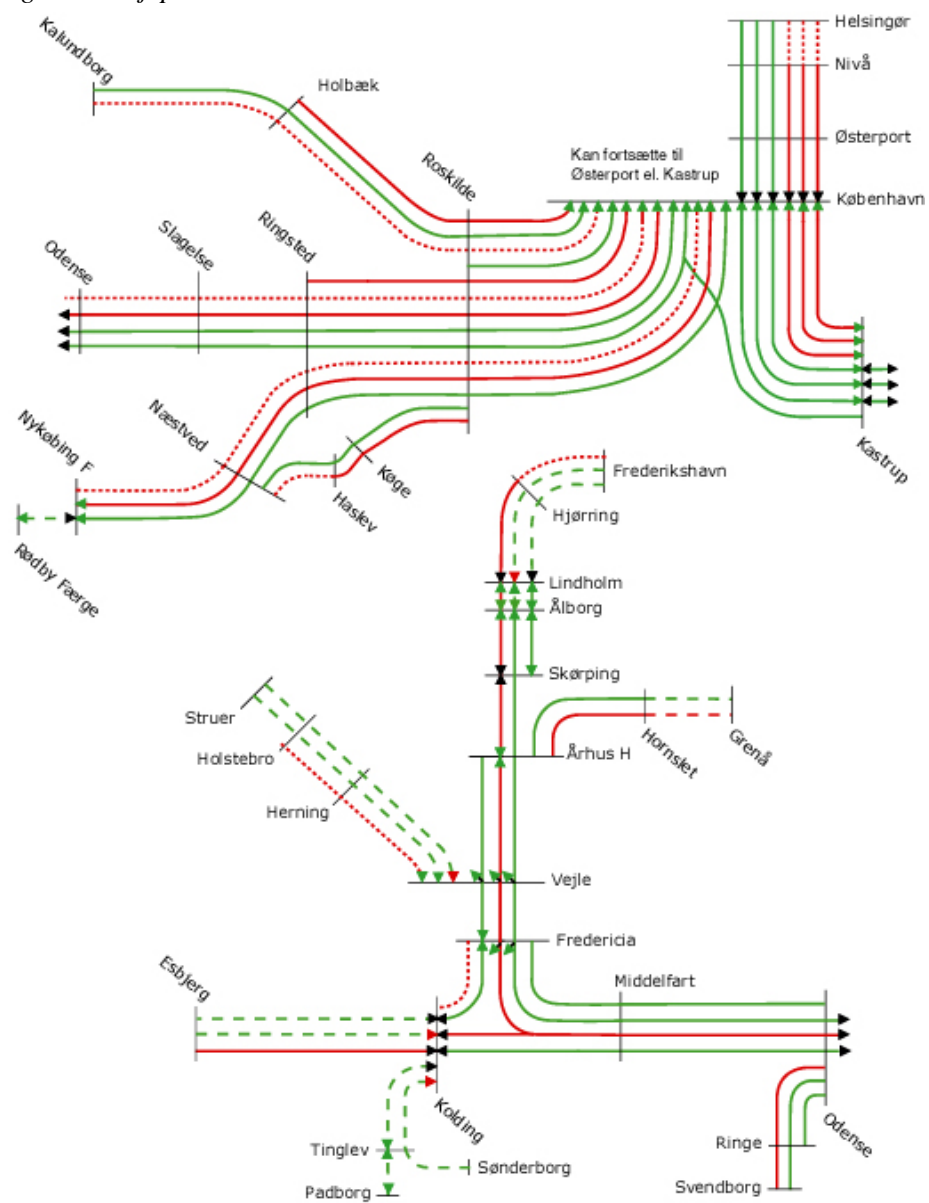 Helsingør
Kalundborg
Nivå
Holbæk
Østerport
Roskilde
Kan fortsætte til
Østerport el. Kastrup
København
Ringsted
Slagelse
Odense
Næstved
Nykøbing F
Køge
Haslev
Kastrup
Rødby Færge
Frederikshavn
Hjørring
Lindholm
Ålborg
Skørping
Struer
Århus H
Hornslet
Grenå
Holstebro
Herning
Vejle
Fredericia
Esbjerg
Middelfart
Kolding
Odense
Tinglev
Sønderborg
Ringe
Padborg
Svendborg